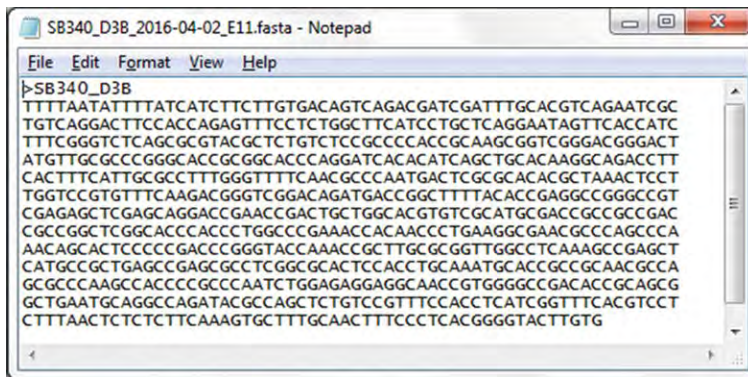 SB340_D3B_2016-04-02_E11.fasta - Notepad
File Edit Format View Help
>SB340_D3B
TTTTAATATTTTATCATCTTCTTGTGACAGTCAGACGATCGATTTGCACGTCAGAATCGC
TGTCAGGACTTCCACCAGAGTTTCCTCTGGCTTCATCCTGCTCAGGAATAGTTCACCATC
TTTCGGGTCTCAGCGCGTACGCTCTGTCTCCGCCCCACCGCAAGCGGTCGGGACGGGACT
ATGTTGCGCCCGGGCACCGCGGCACCCAGGATCACACATCAGCTGCACAAGGCAGACCTT
CACTTTCATTGCGCCTTTGGGTTTTCAACGCCCAATGACTCGCGCACACGCTAAACTCCT
TGGTCCGTGTTTCAAGACGGGTCGGACAGATGACCGGCTTTTACACCGAGGCCGGGCCGT
CGAGAGCTCGAGCAGGACCGAACCGACTGCTGGCACGTGTCGCATGCGACCGCCGCCGAC
CGCCGGCTCGGCACCCACCCTGGCCCGAAACCACAACCCTGAAGGCGAACGCCCAGCCCA
AACAGCACTCCCCCGACCCGGGTACCAAACCGCTTGCGCGGTTGGCCTCAAAGCCGAGCT
CATGCCGCTGAGCCGAGCGCCTCGGCGCACTCCACCTGCAAATGCACCGCCGCAACGCCA
GCGCCCAAGCCACCCCGCCCAATCTGGAGAGGAGGCAACCGTGGGGCCGACACCGCAGCG
GCTGAATGCAGGCCAGATACGCCAGCTCTGTCCGTTTCCACCTCATCGGTTTCACGTCCT
CTTTAACTCTCTCTTCAAAGTGCTTTGCAACTTTCCCTCACGGGGTACTTGTG